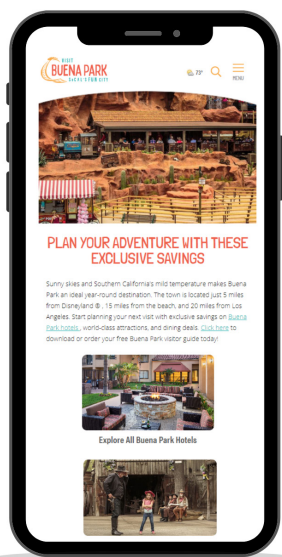 VISIT
BUENA PARK
SOCAL'S FUN CITY
73°
MENU
PLAN YOUR ADVENTURE WITH THESE
EXCLUSIVE SAVINGS
Sunny skies and Southern California's mild temperature makes Buena
Park an ideal year-round destination. The town is located just 5 miles
from Disneyland ® , 15 miles from the beach, and 20 miles from Los
Angeles. Start planning your next visit with exclusive savings on Buena
Park hotels , world-class attractions, and dining deals. Click here to
download or order your free Buena Park visitor guide today!
Explore All Buena Park Hotels